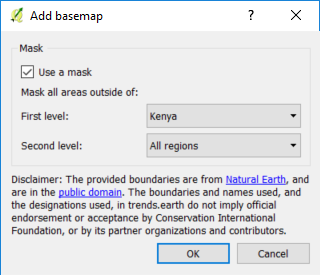 Add basemap
Mask
Use a mask
Mask all areas outside of:
First level: Kenya
Second level: All regions
Disclaimer: The provided boundaries are from Natural Earth, and
are in the public domain. The boundaries and names used, and
the designations used, in trends.earth do not imply official
endorsement or acceptance by Conservation International
Foundation, or by its partner organizations and contributors.
OK Cancel